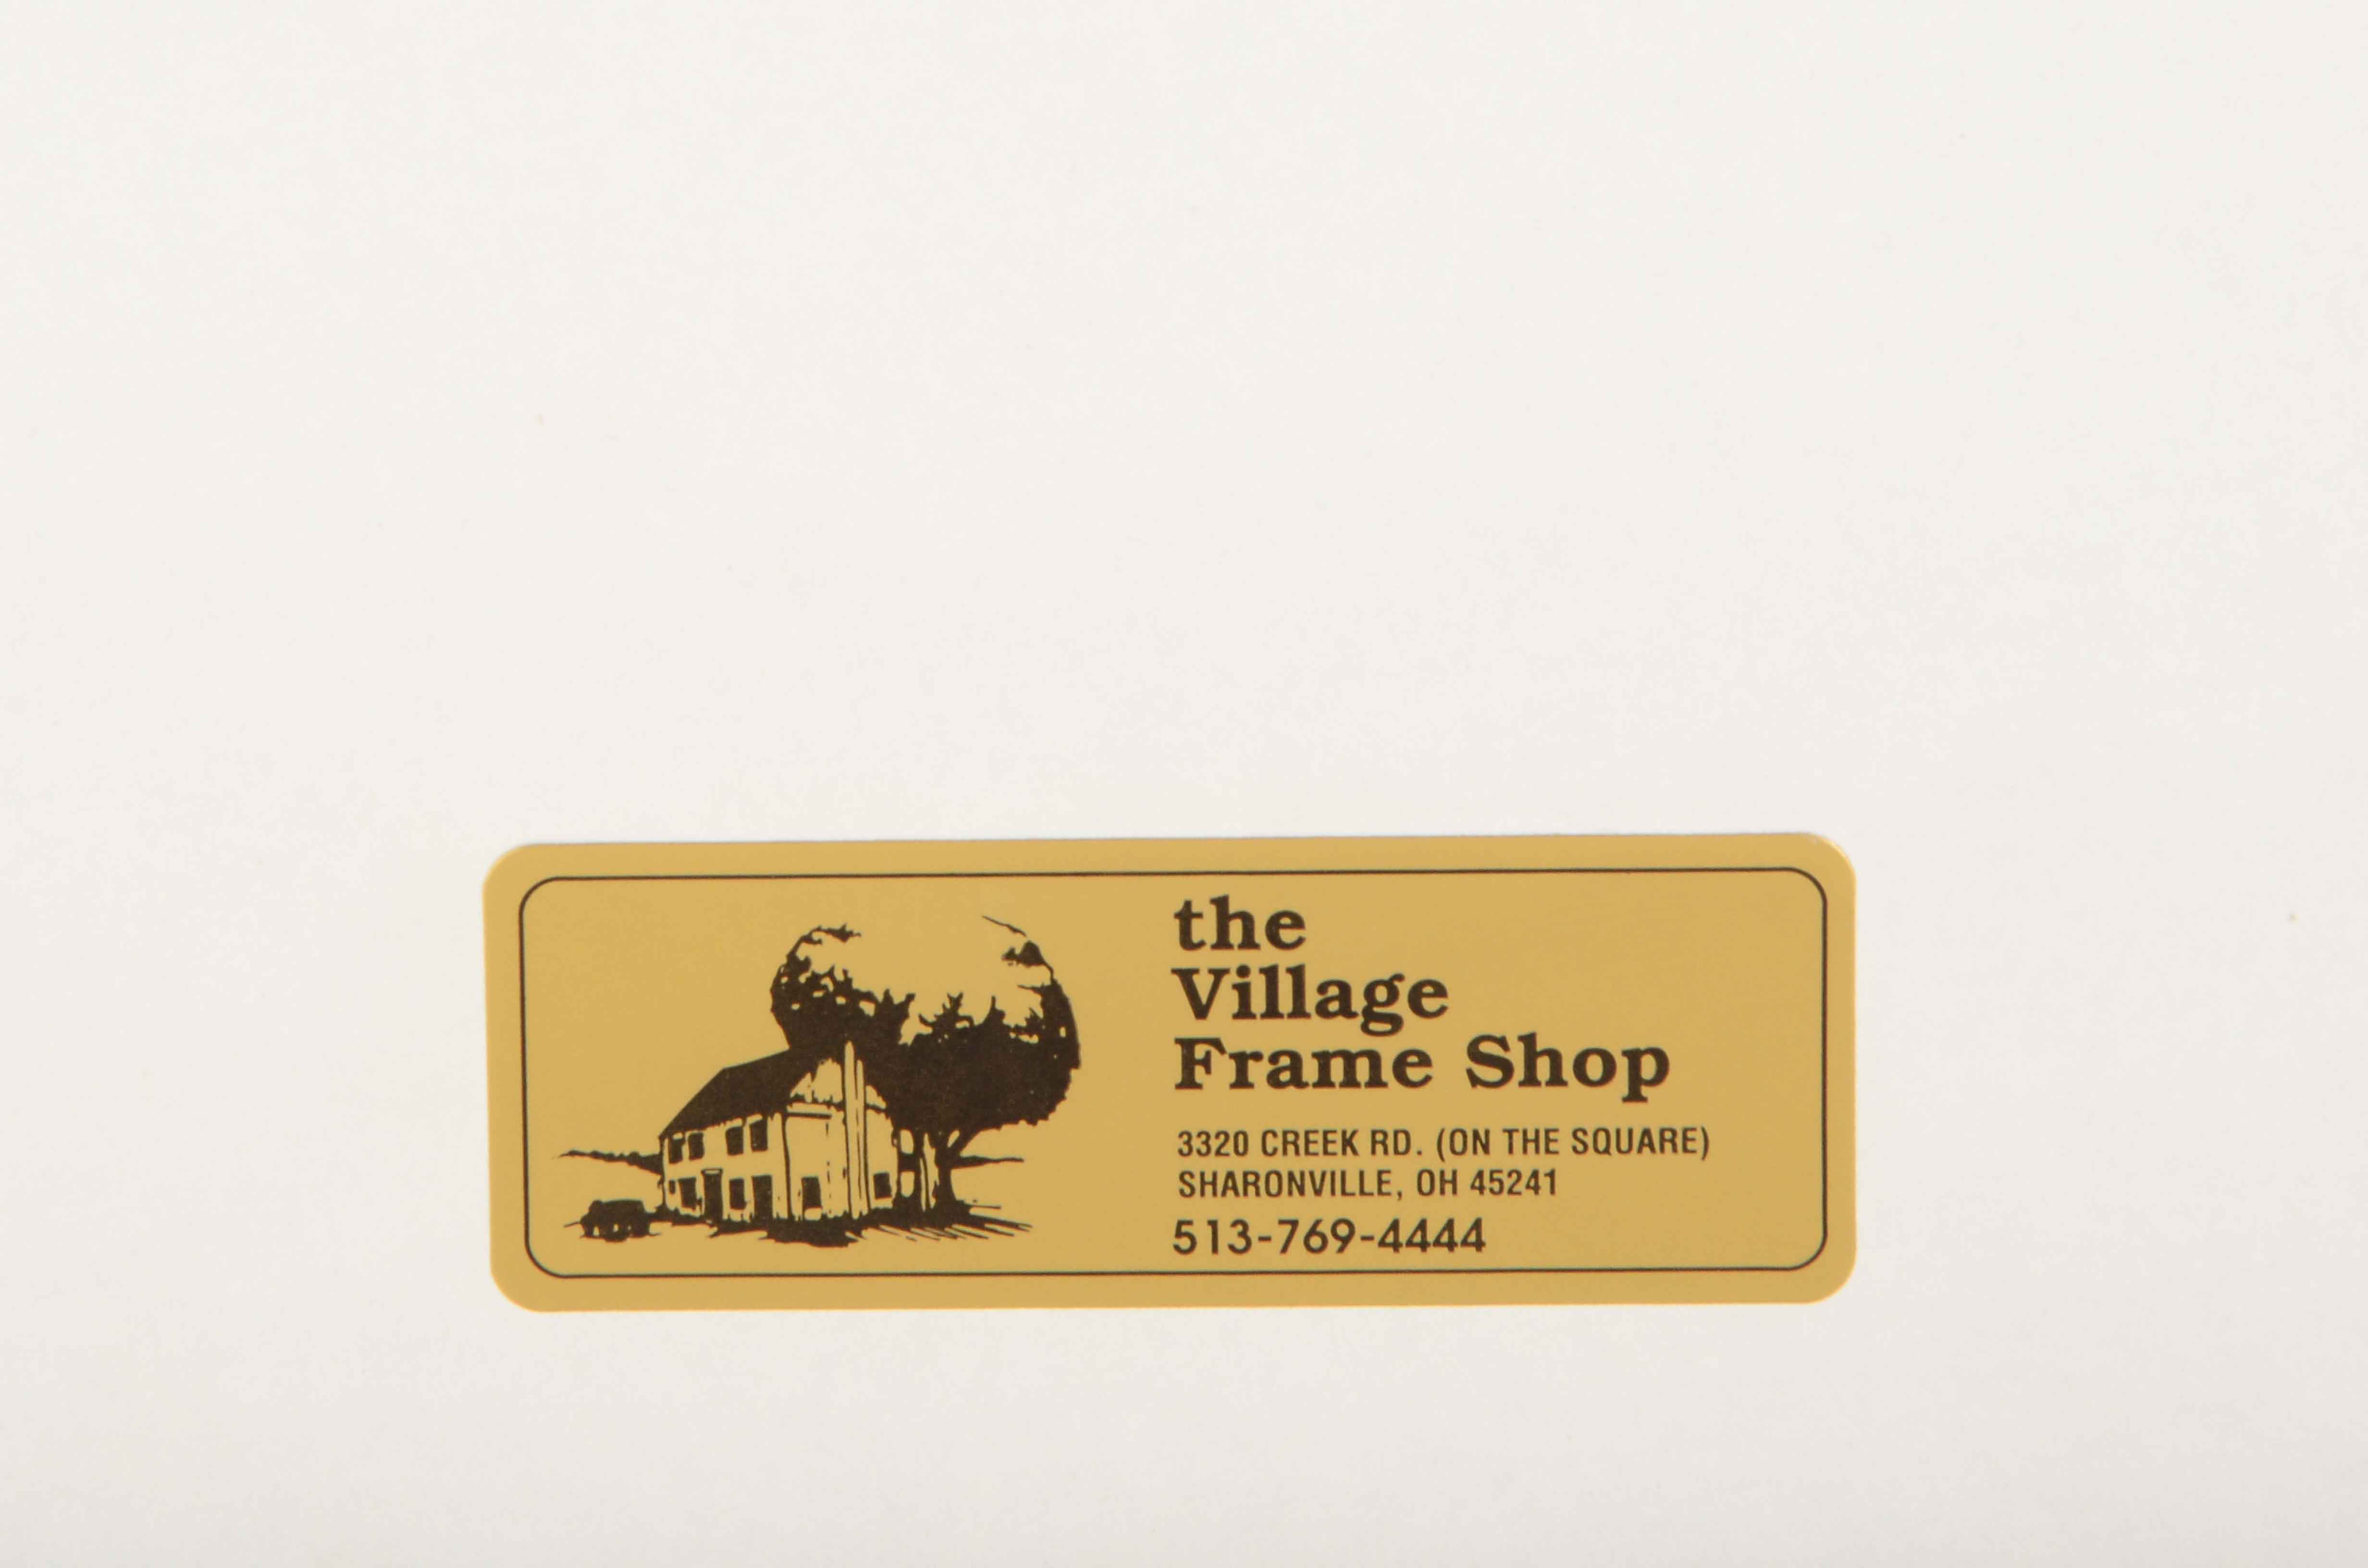 the
Village
Frame Shop
3320 CREEK RD. (ON THE SQUARE)
SHARONVILLE, OH 45241
513-769-4444